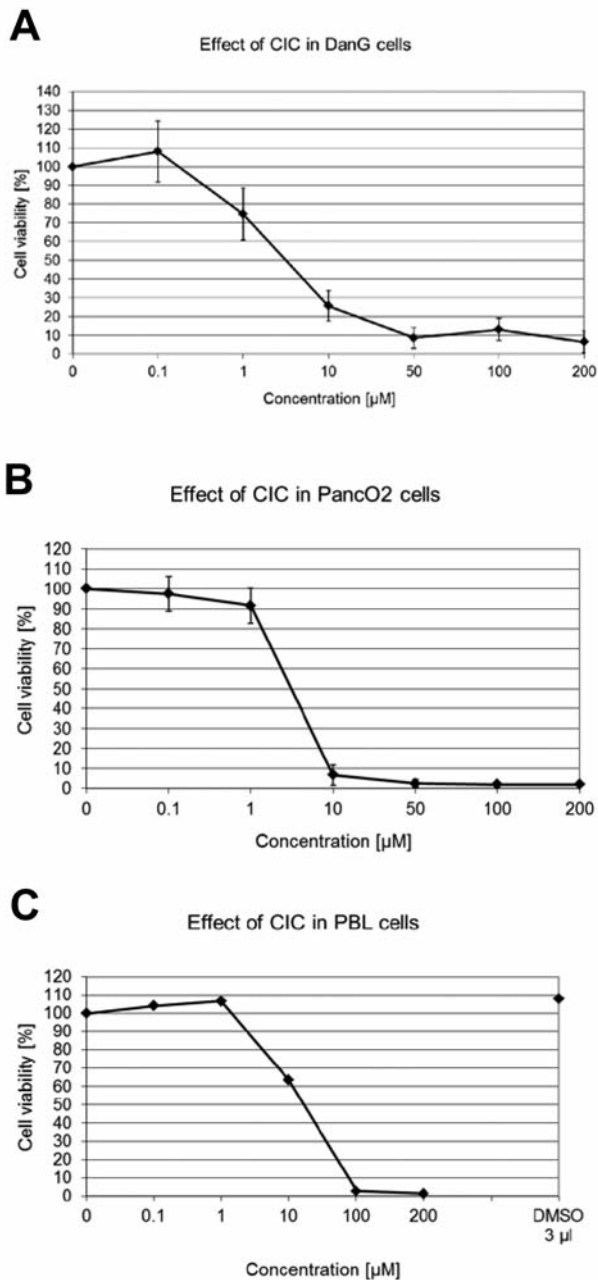 A
Effect of CIC in DanG cells
140
130
120
110
100
90
80
70
60
50
40
30
20
10
0
Cell viability [%]
0 0.1 1 10 50 100 200
Concentration [µM]
B
Effect of CIC in PancO2 cells
120
110
100
90
80
70
60
50
40
30
20
10
0
Cell viability [%]
0 0.1 1 10 50 100 200
Concentration [µM]
C
Effect of CIC in PBL cells
120
110
100
90
80
70
60
50
40
30
20
10
0
Cell viability [%]
0 0.1 1 10 100 200 DMSO
3 µl
Concentration [µM]